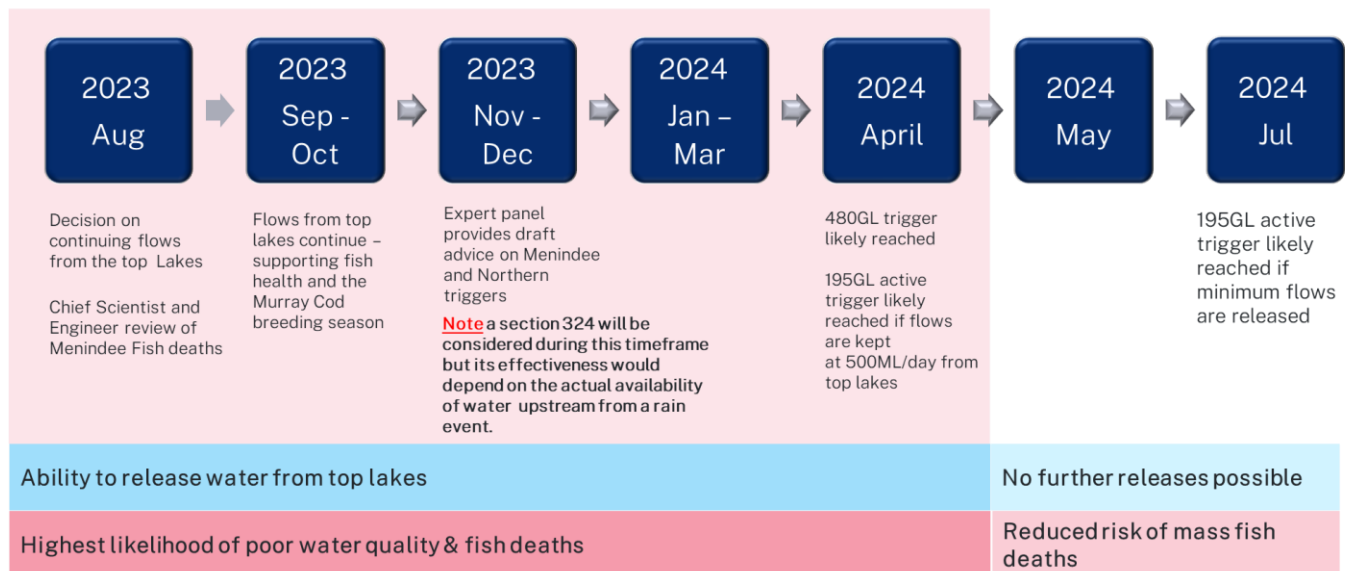 2023
Aug
2023
Sep -
Oct
2023
Nov -
Dec
2024
Jan –
Mar
2024
April
2024
May
2024
Jul
Decision on
continuing flows
from the top Lakes
Chief Scientist and
Engineer review of
Menindee Fish deaths
Flows from top
lakes continue –
supporting fish
health and the
Murray Cod
breeding season
Expert panel
provides draft
advice on Menindee
and Northern
triggers
Note a section 324 will be
considered during this timeframe
but its effectiveness would
depend on the actual availability
of water upstream from a rain
event.
480GL trigger
likely reached
195GL active
trigger likely
reached if flows
are kept
at 500ML/day from
top lakes
195GL active
trigger likely
reached if
minimum flows
are released
Ability to release water from top lakes
No further releases possible
Highest likelihood of poor water quality & fish deaths
Reduced risk of mass fish
deaths